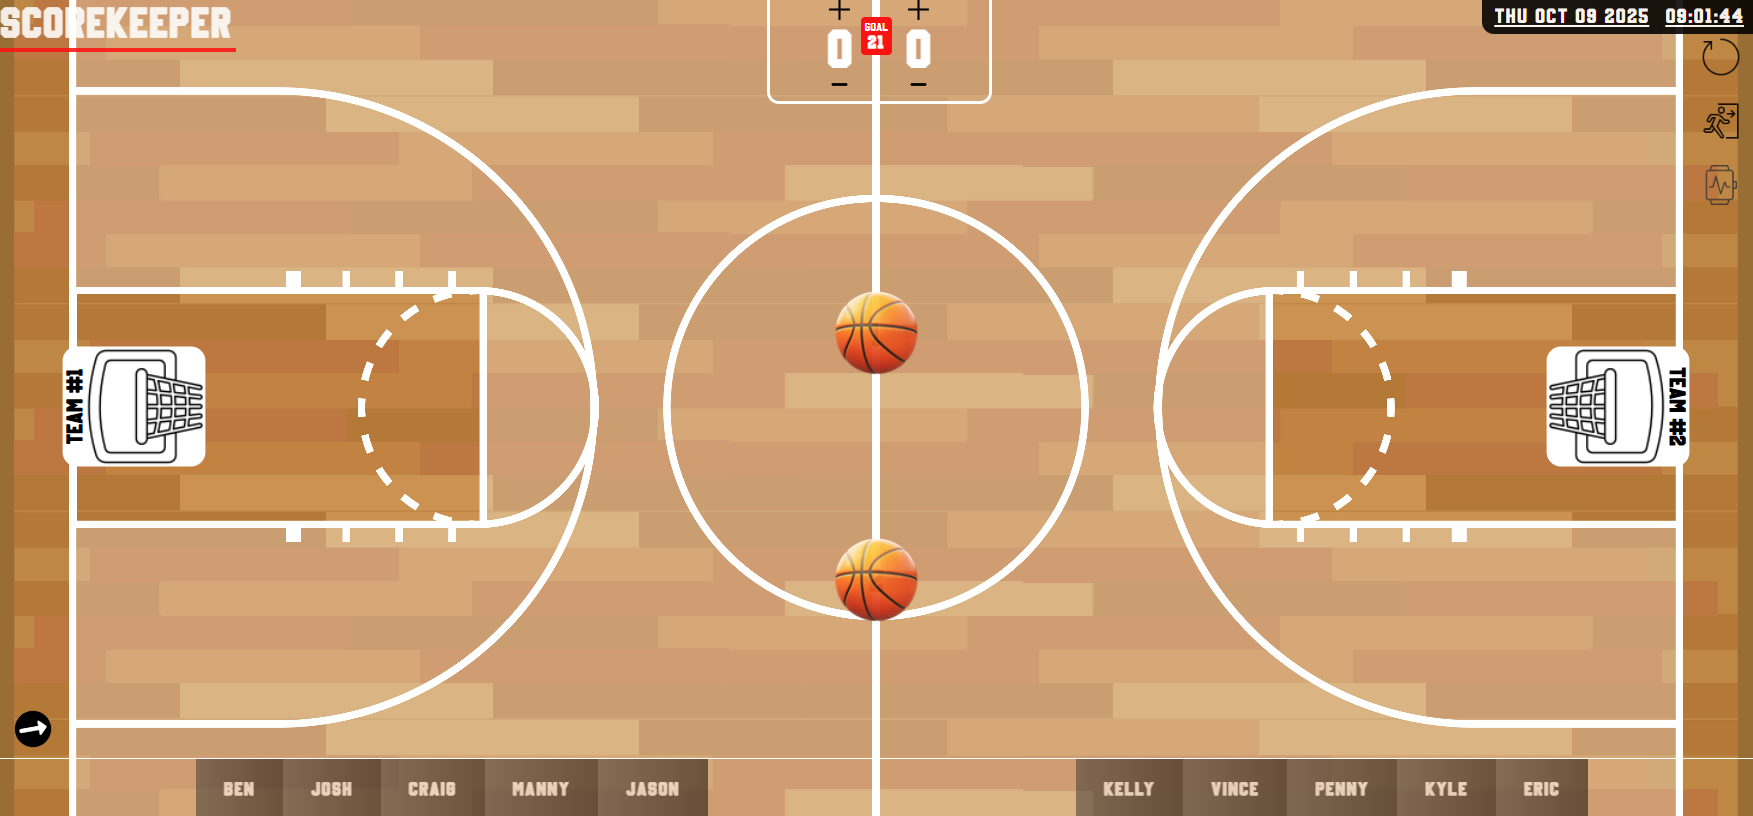 SCOREKEEPER
THU OCT 09 2025 09:01:44
+ +
0 GOAL 21 0
- -
TEAM #1
TEAM #2
BEN JOSH CRAIG MANNY JASON
KELLY VINCE PENNY KYLE ERIC